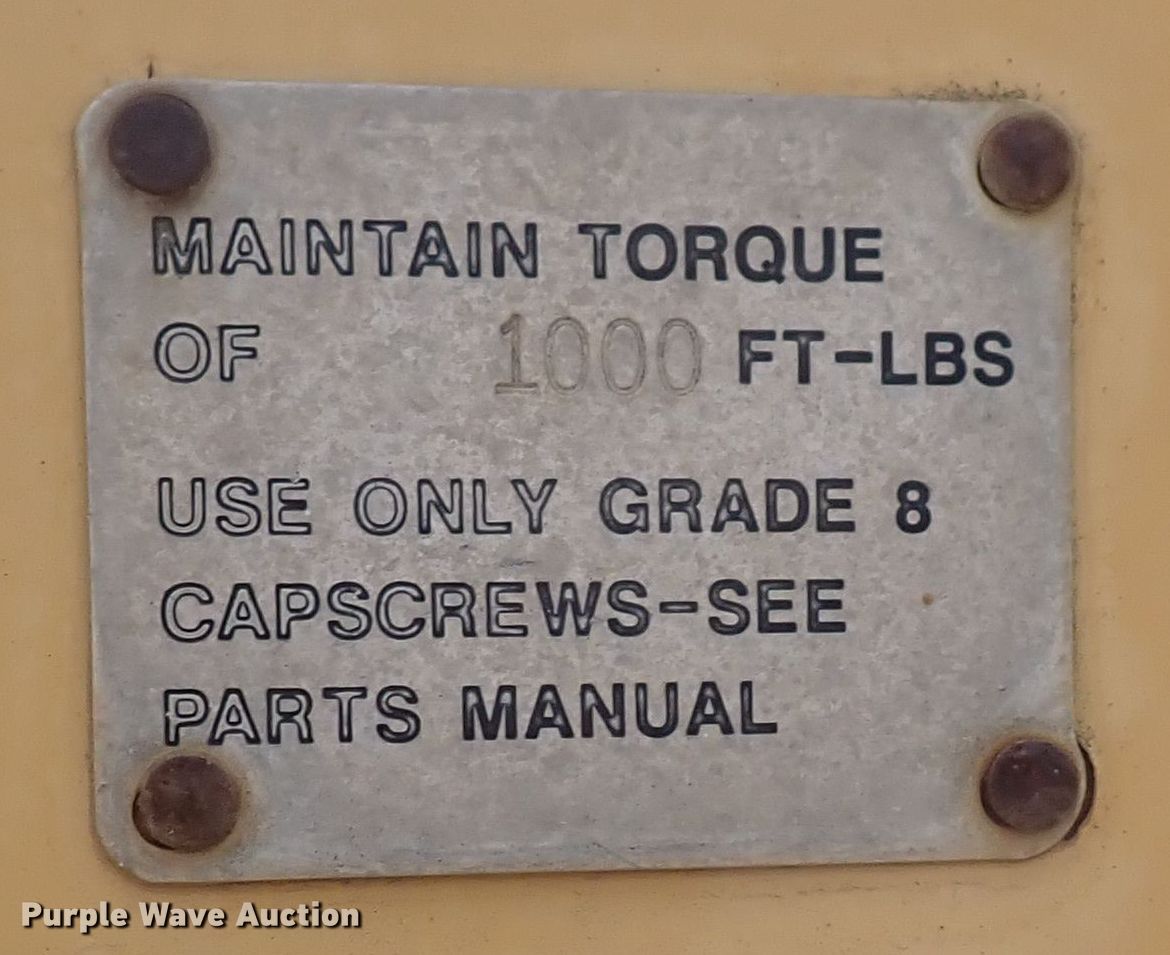 MAINTAIN TORQUE
OF 1000 FT-LBS
USE ONLY GRADE 8
CAPSCREWS-SEE
PARTS MANUAL
Purple Wave Auction